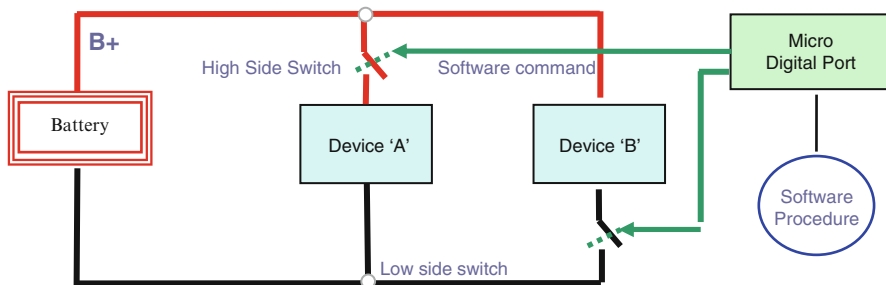 B+
Micro
Digital Port
High Side Switch
Software command
Battery
Device ‘A’
Device ‘B’
Software
Procedure
Low side switch